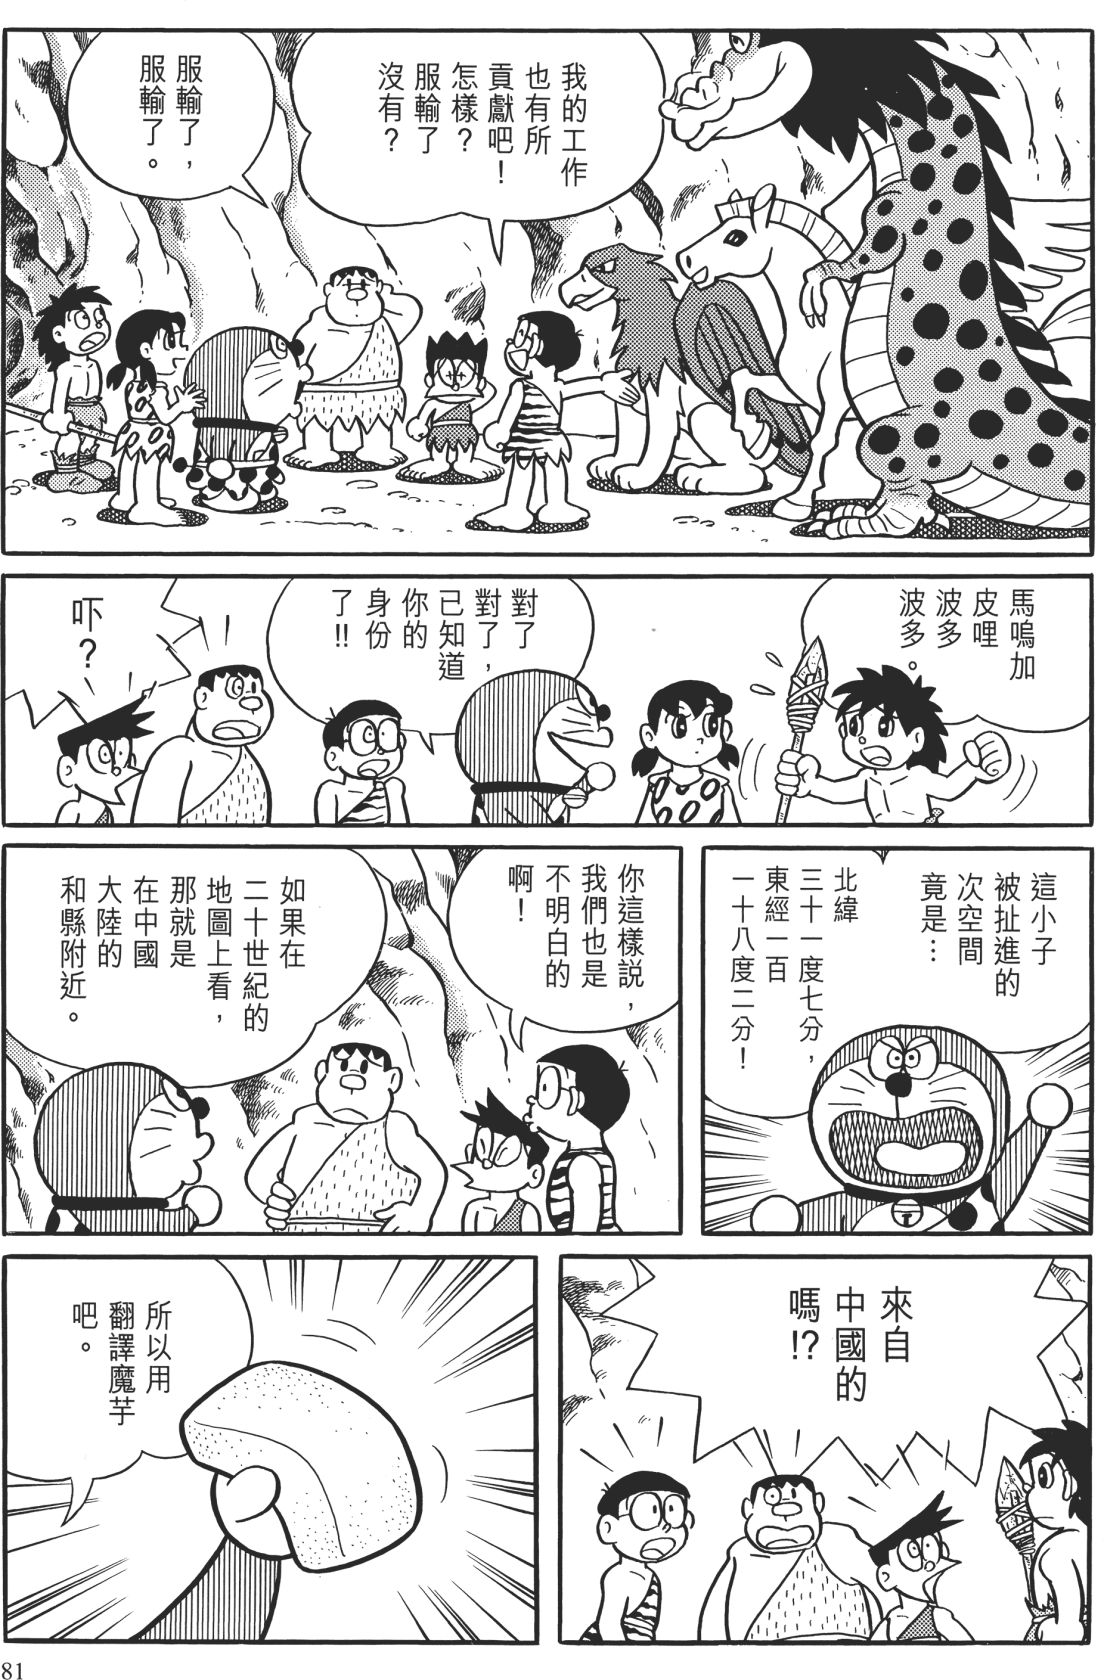 我的工作
也有所
貢獻吧！
怎樣？
服輸了
沒有？
服輸了，
服輸了。
馬嗚加
皮哩
波多
波多。
對了
對了，
已知道
你的
身份
了!!
吓？
這小子
被扯進的
次空間
竟是…
北緯
三十一度七分，
東經一百
一十八度二分！
你這樣説，
我們也是
不明白的
啊！
如果在
二十世紀的
地圖上看，
那就是
在中國
大陸的
和縣附近。
來自
中國的
嗎!?
所以用
翻譯魔芋
吧。
81